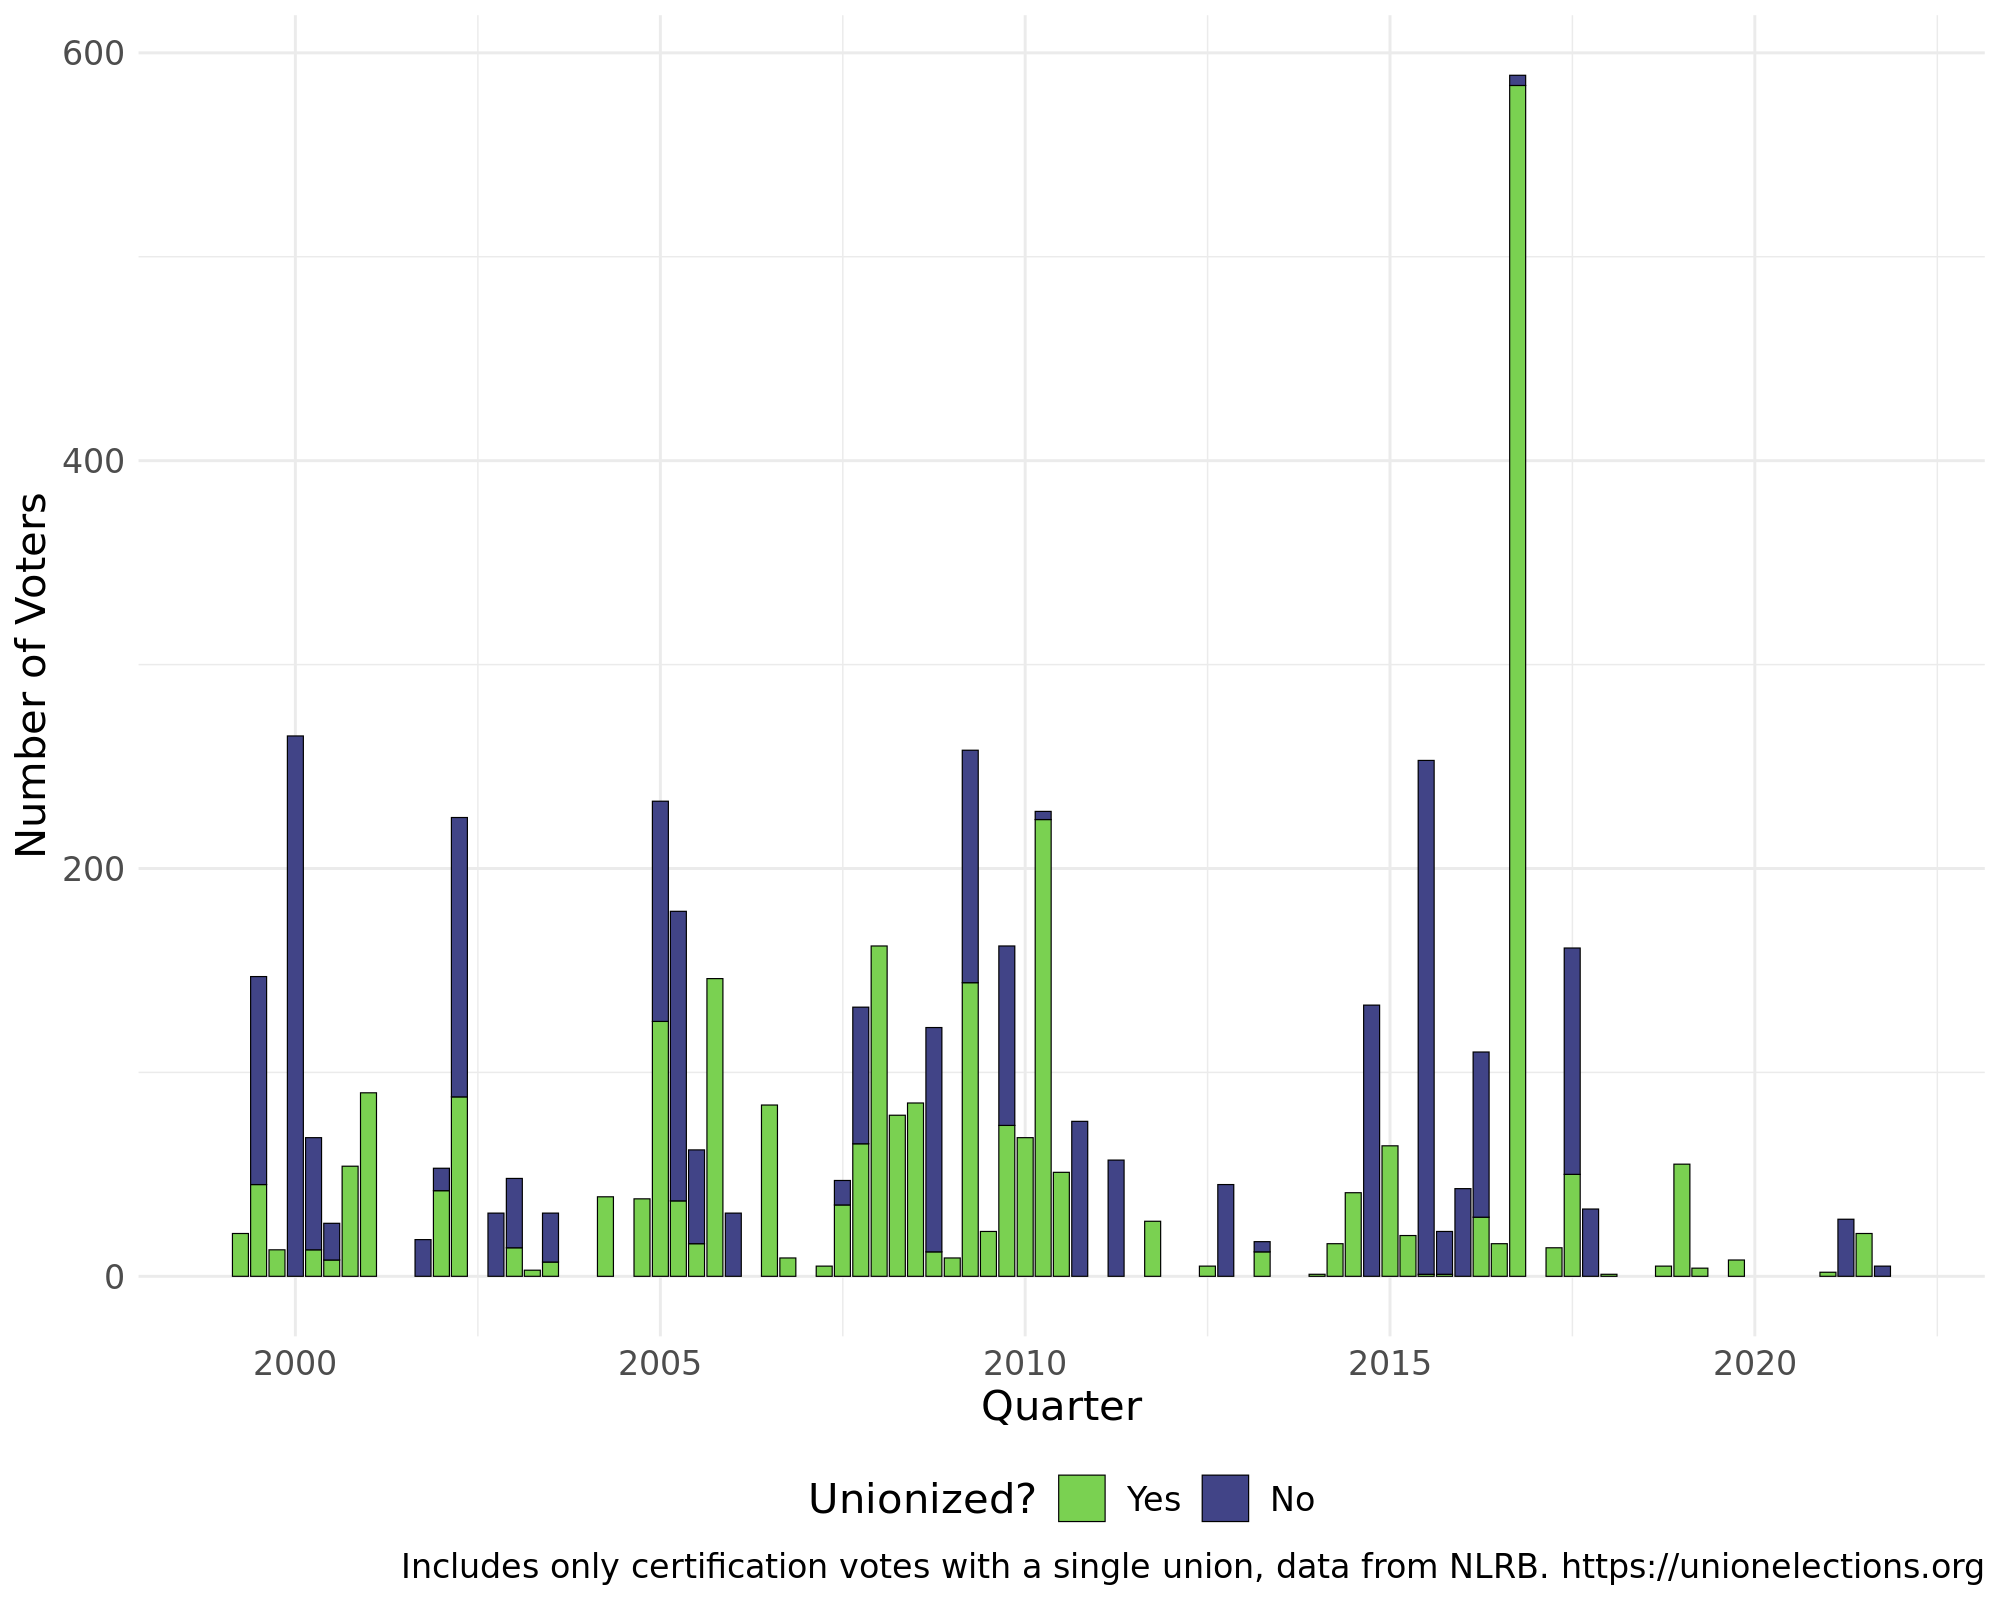 600
400
200
0
Number of Voters
2000 2005 2010 2015 2020
Quarter
Unionized? Yes No
Includes only certification votes with a single union, data from NLRB. https://unionelections.org